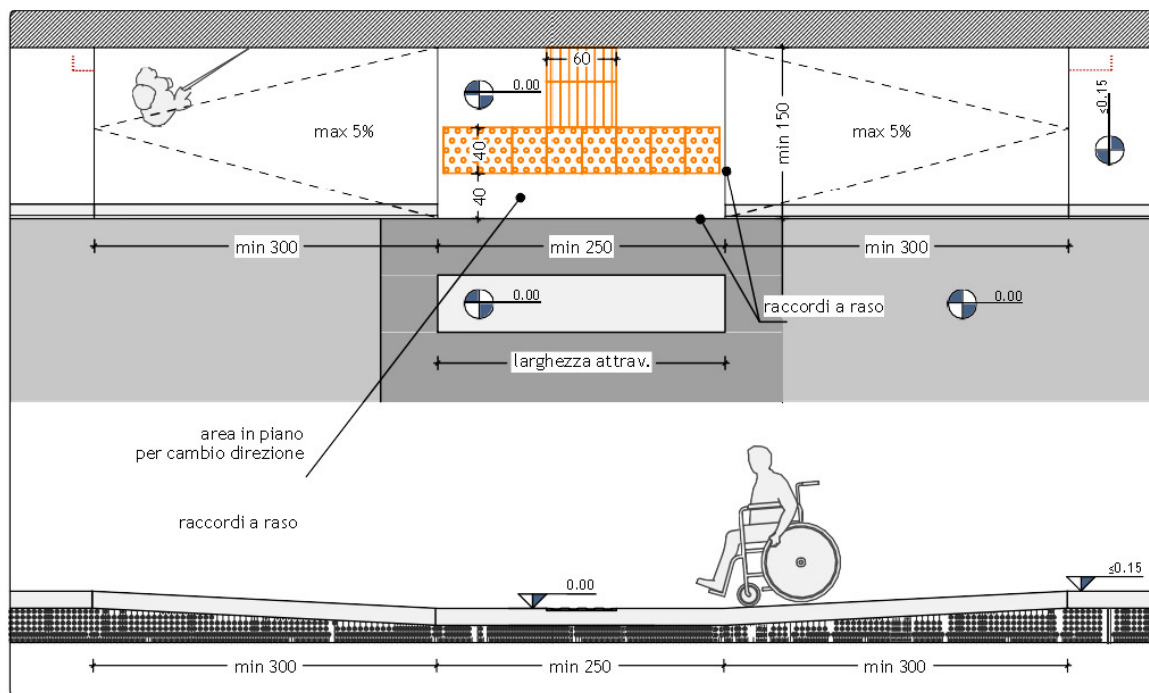 60
0.00
≤0.15
max 5%
40
min 150
max 5%
40
min 300
min 250
min 300
0.00
raccordi a raso
0.00
larghezza attrav.
area in piano
per cambio direzione
raccordi a raso
0.00
≤0.15
min 300
min 250
min 300